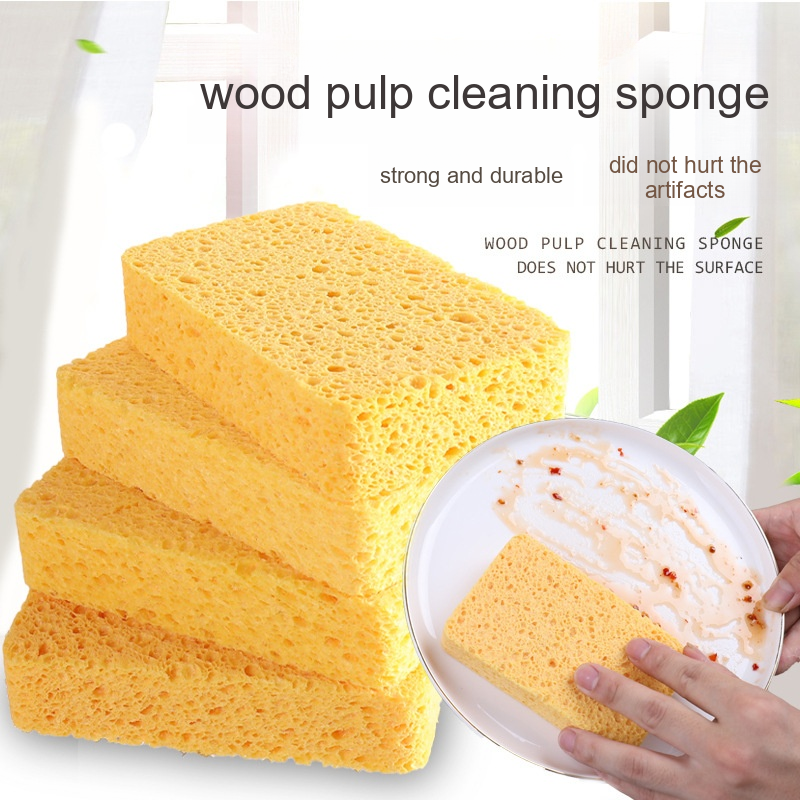 wood pulp cleaning sponge
strong and durable
did not hurt the
artifacts
WOOD PULP CLEANING SPONGE
DOES NOT HURT THE SURFACE